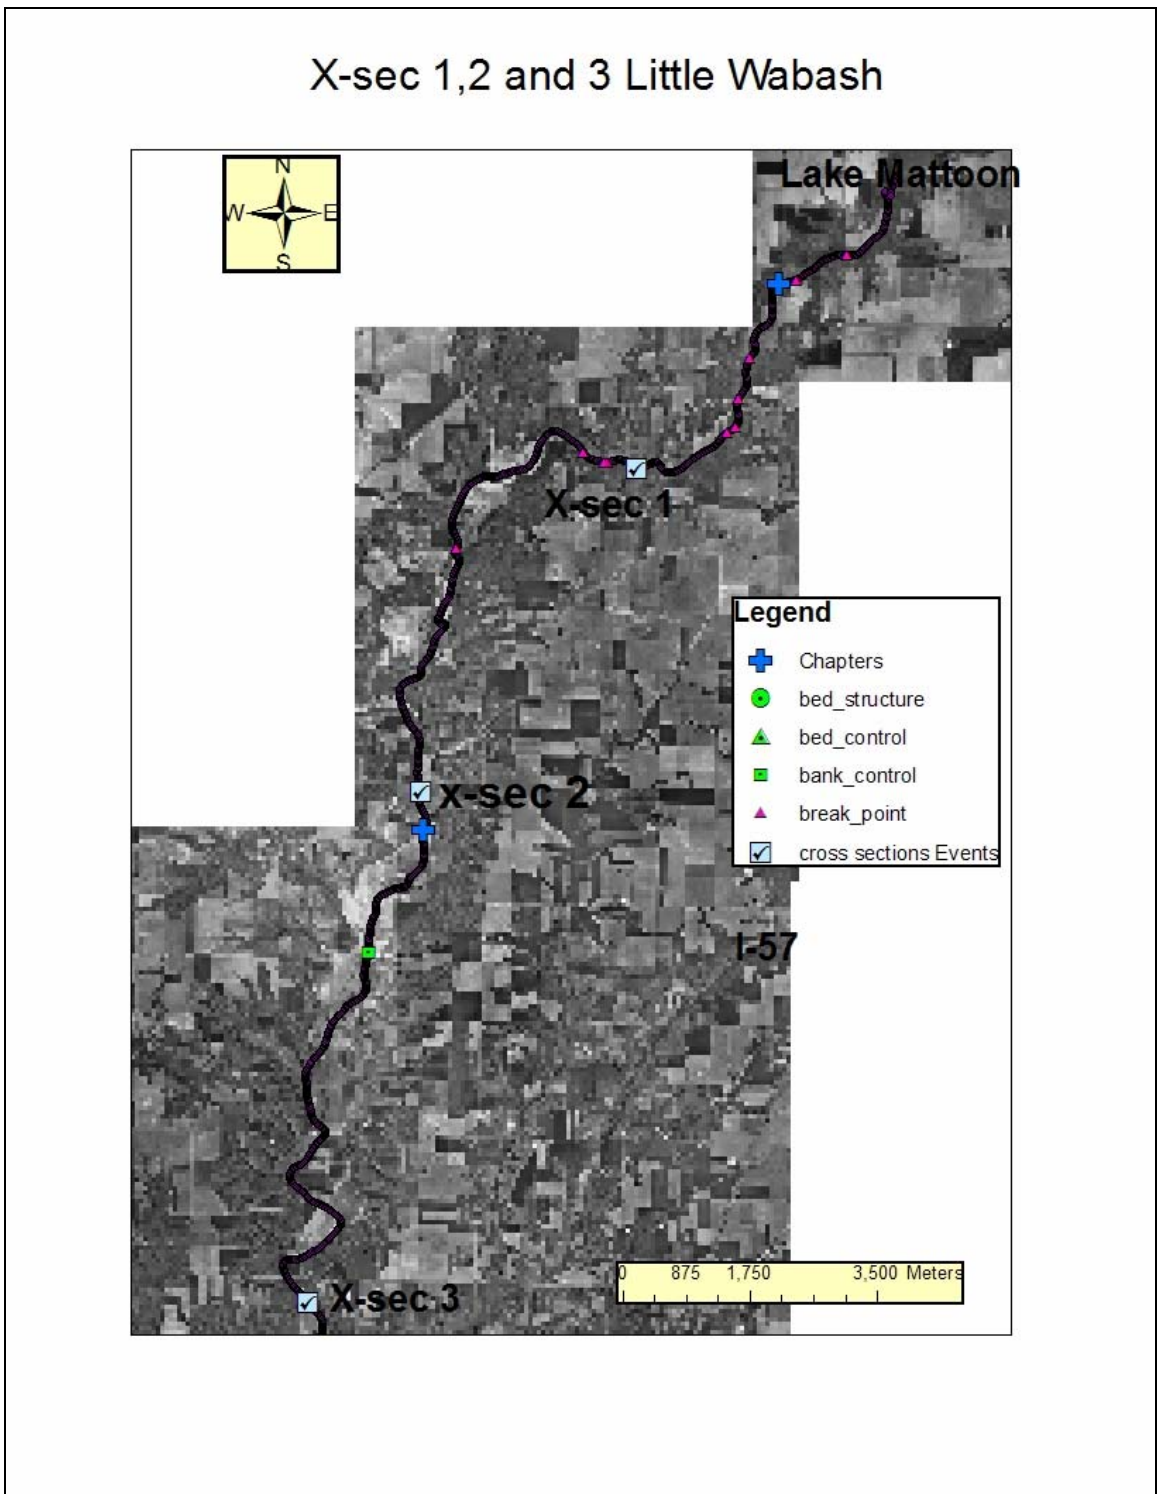 X-sec 1,2 and 3 Little Wabash
N
W E
S
Lake Mattoon
X-sec 1
Legend
Chapters
bed_structure
bed_control
bank_control
break_point
cross sections Events
x-sec 2
I-57
0 875 1,750 3,500 Meters
X-sec 3